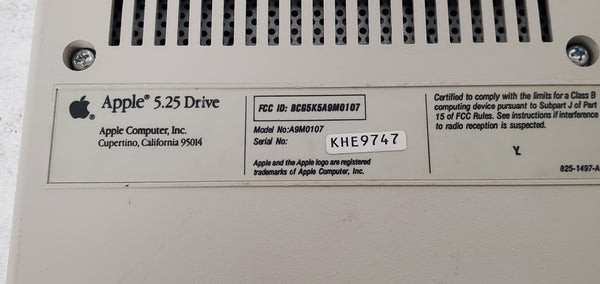 Apple® 5.25 Drive
Apple Computer, Inc.
Cupertino, California 95014
FCC ID: BCG5K5A9M0107
Model No:A9M0107
Serial No: KHE9747
Apple and the Apple logo are registered
trademarks of Apple Computer, Inc.
Certified to comply with the limits for a Class B
computing device pursuant to Subpart J of Part
15 of FCC Rules. See instructions if interference
to radio reception is suspected.
Y
825-1497-A